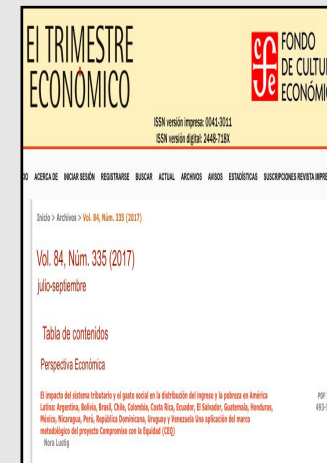 El TRIMESTRE
ECONÓMICO
FONDO
DE CULTU
ECONÓMI
ISSN versión impresa: 0041-3011
ISSN versión digital: 2448-718X
IO ACERCA DE INICIAR SESIÓN REGISTRARSE BUSCAR ACTUAL ARCHIVOS AVISOS ESTADÍSTICAS SUSCRIPCIONES REVISTA IMPRE
Inicio > Archivos > Vol. 84, Núm. 335 (2017)
Vol. 84, Núm. 335 (2017)
julio-septiembre
Tabla de contenidos
Perspectiva Económica
El impacto del sistema tributario y el gasto social en la distribución del ingreso y la pobreza en América
Latina: Argentina, Bolivia, Brasil, Chile, Colombia, Costa Rica, Ecuador, El Salvador, Guatemala, Honduras,
México, Nicaragua, Perú, República Dominicana, Uruguay y Venezuela Una aplicación del marco
metodológico del proyecto Compromiso con la Equidad (CEQ)
PDF
493-
Nora Lustig